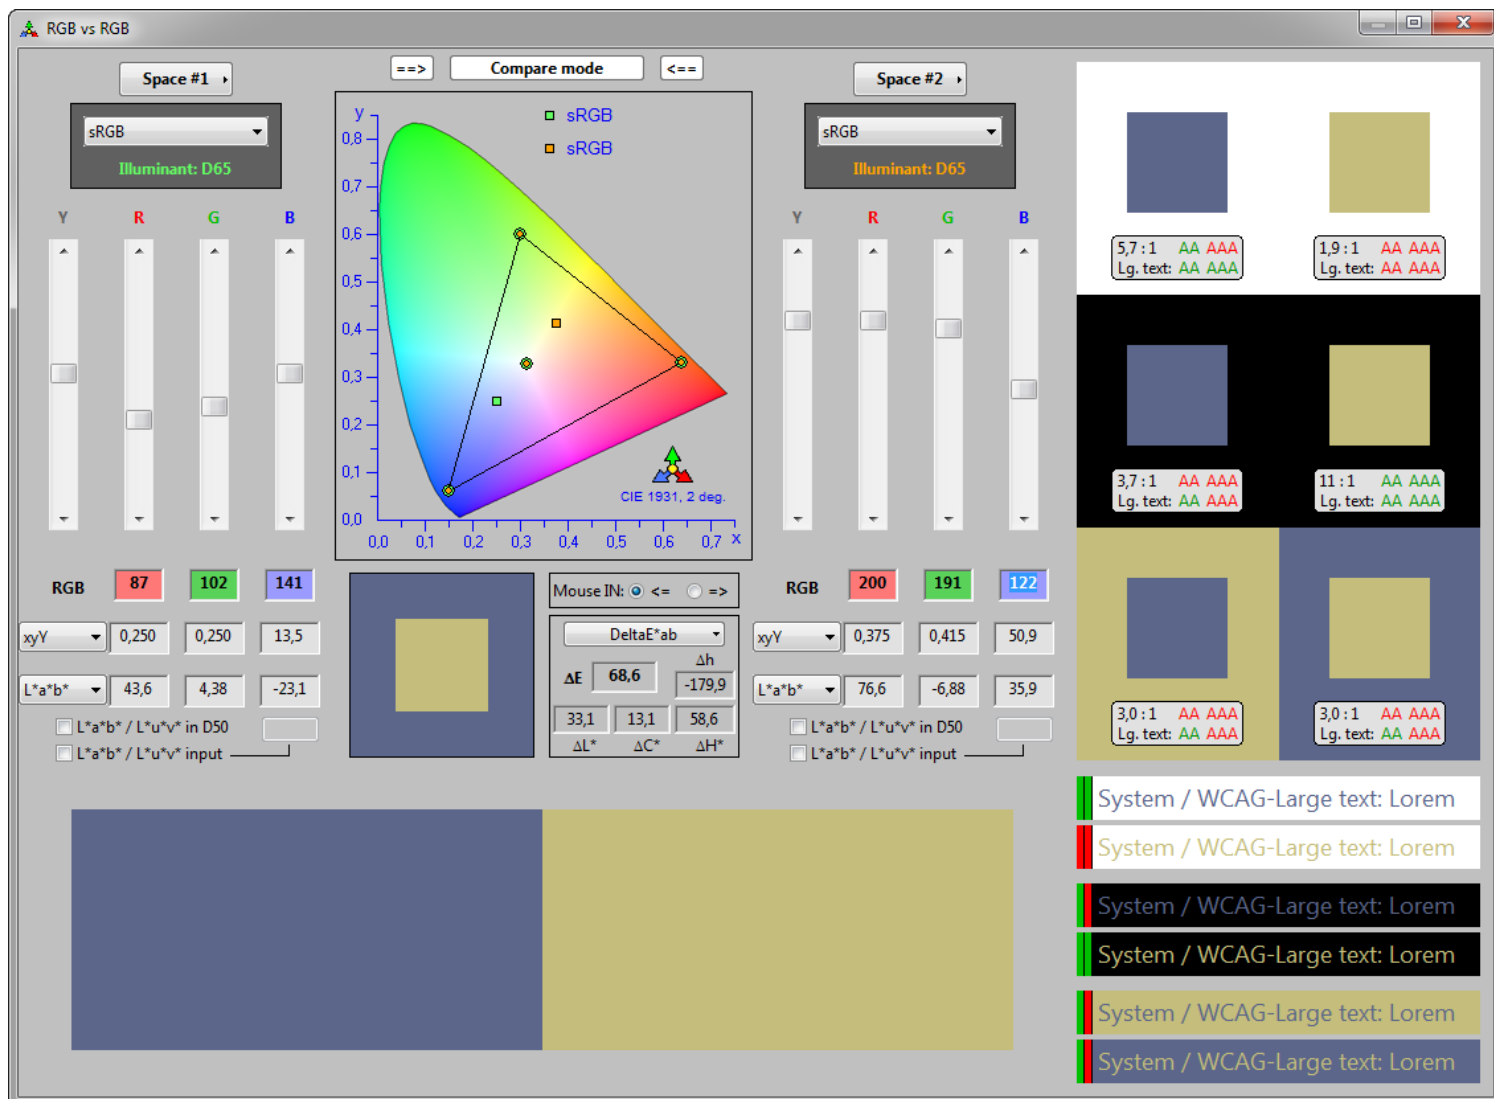 RGB vs RGB
Space #1
==> Compare mode <==
Space #2
sRGB
Illuminant: D65
sRGB
sRGB
sRGB
Illuminant: D65
Y R G B
Y R G B
y
0,8
0,7
0,6
0,5
0,4
0,3
0,2
0,1
0,0
0,0 0,1 0,2 0,3 0,4 0,5 0,6 0,7 x
CIE 1931, 2 deg.
RGB 87 102 141
xyY 0,250 0,250 13,5
L*a*b* 43,6 4,38 -23,1
L*a*b* / L*u*v* in D50
L*a*b* / L*u*v* input
Mouse IN: <= =>
DeltaE*ab
ΔE 68,6 Δh -179,9
33,1 13,1 58,6
ΔL* ΔC* ΔH*
RGB 200 191 122
xyY 0,375 0,415 50,9
L*a*b* 76,6 -6,88 35,9
L*a*b* / L*u*v* in D50
L*a*b* / L*u*v* input
5,7 : 1 AA AAA
Lg. text: AA AAA
1,9 : 1 AA AAA
Lg. text: AA AAA
3,7 : 1 AA AAA
Lg. text: AA AAA
11 : 1 AA AAA
Lg. text: AA AAA
3,0 : 1 AA AAA
Lg. text: AA AAA
3,0 : 1 AA AAA
Lg. text: AA AAA
System / WCAG-Large text: Lorem
System / WCAG-Large text: Lorem
System / WCAG-Large text: Lorem
System / WCAG-Large text: Lorem
System / WCAG-Large text: Lorem
System / WCAG-Large text: Lorem